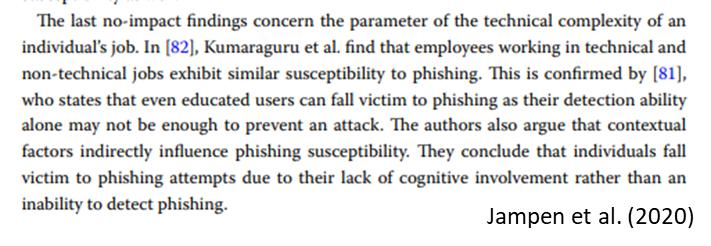 The last no-impact findings concern the parameter of the technical complexity of an
individual's job. In [82], Kumaraguru et al. find that employees working in technical and
non-technical jobs exhibit similar susceptibility to phishing. This is confirmed by [81],
who states that even educated users can fall victim to phishing as their detection ability
alone may not be enough to prevent an attack. The authors also argue that contextual
factors indirectly influence phishing susceptibility. They conclude that individuals fall
victim to phishing attempts due to their lack of cognitive involvement rather than an
inability to detect phishing.
Jampen et al. (2020)